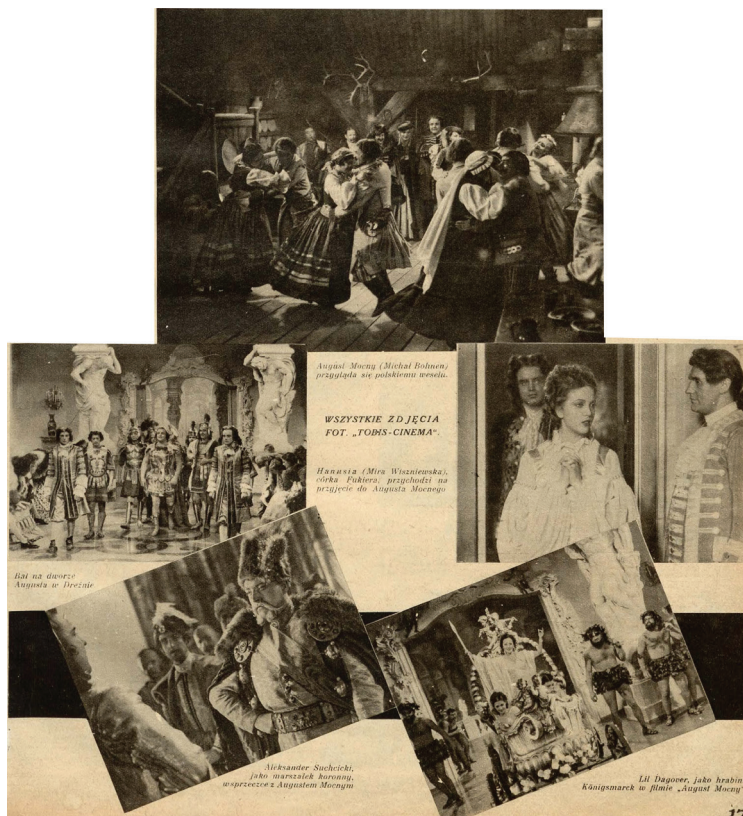 August Mocny (Michał Bohnen)
przygląda się polskiemu weselu.
WSZYSTKIE ZDJĘCIA
FOT. „TOBIS-CINEMA".
Hanusia (Mira Wiszniewska),
córka Fukiera, przychodzi na
przyjęcie do Augusta Mocnego
Bal na dworze
Augusta w Dreźnie
Aleksander Suchcicki,
jako marszałek koronny,
w sprzeczce z Augustem Mocnym
Lil Dagover, jako hrabin
Königsmarck w filmie „August Mocny"